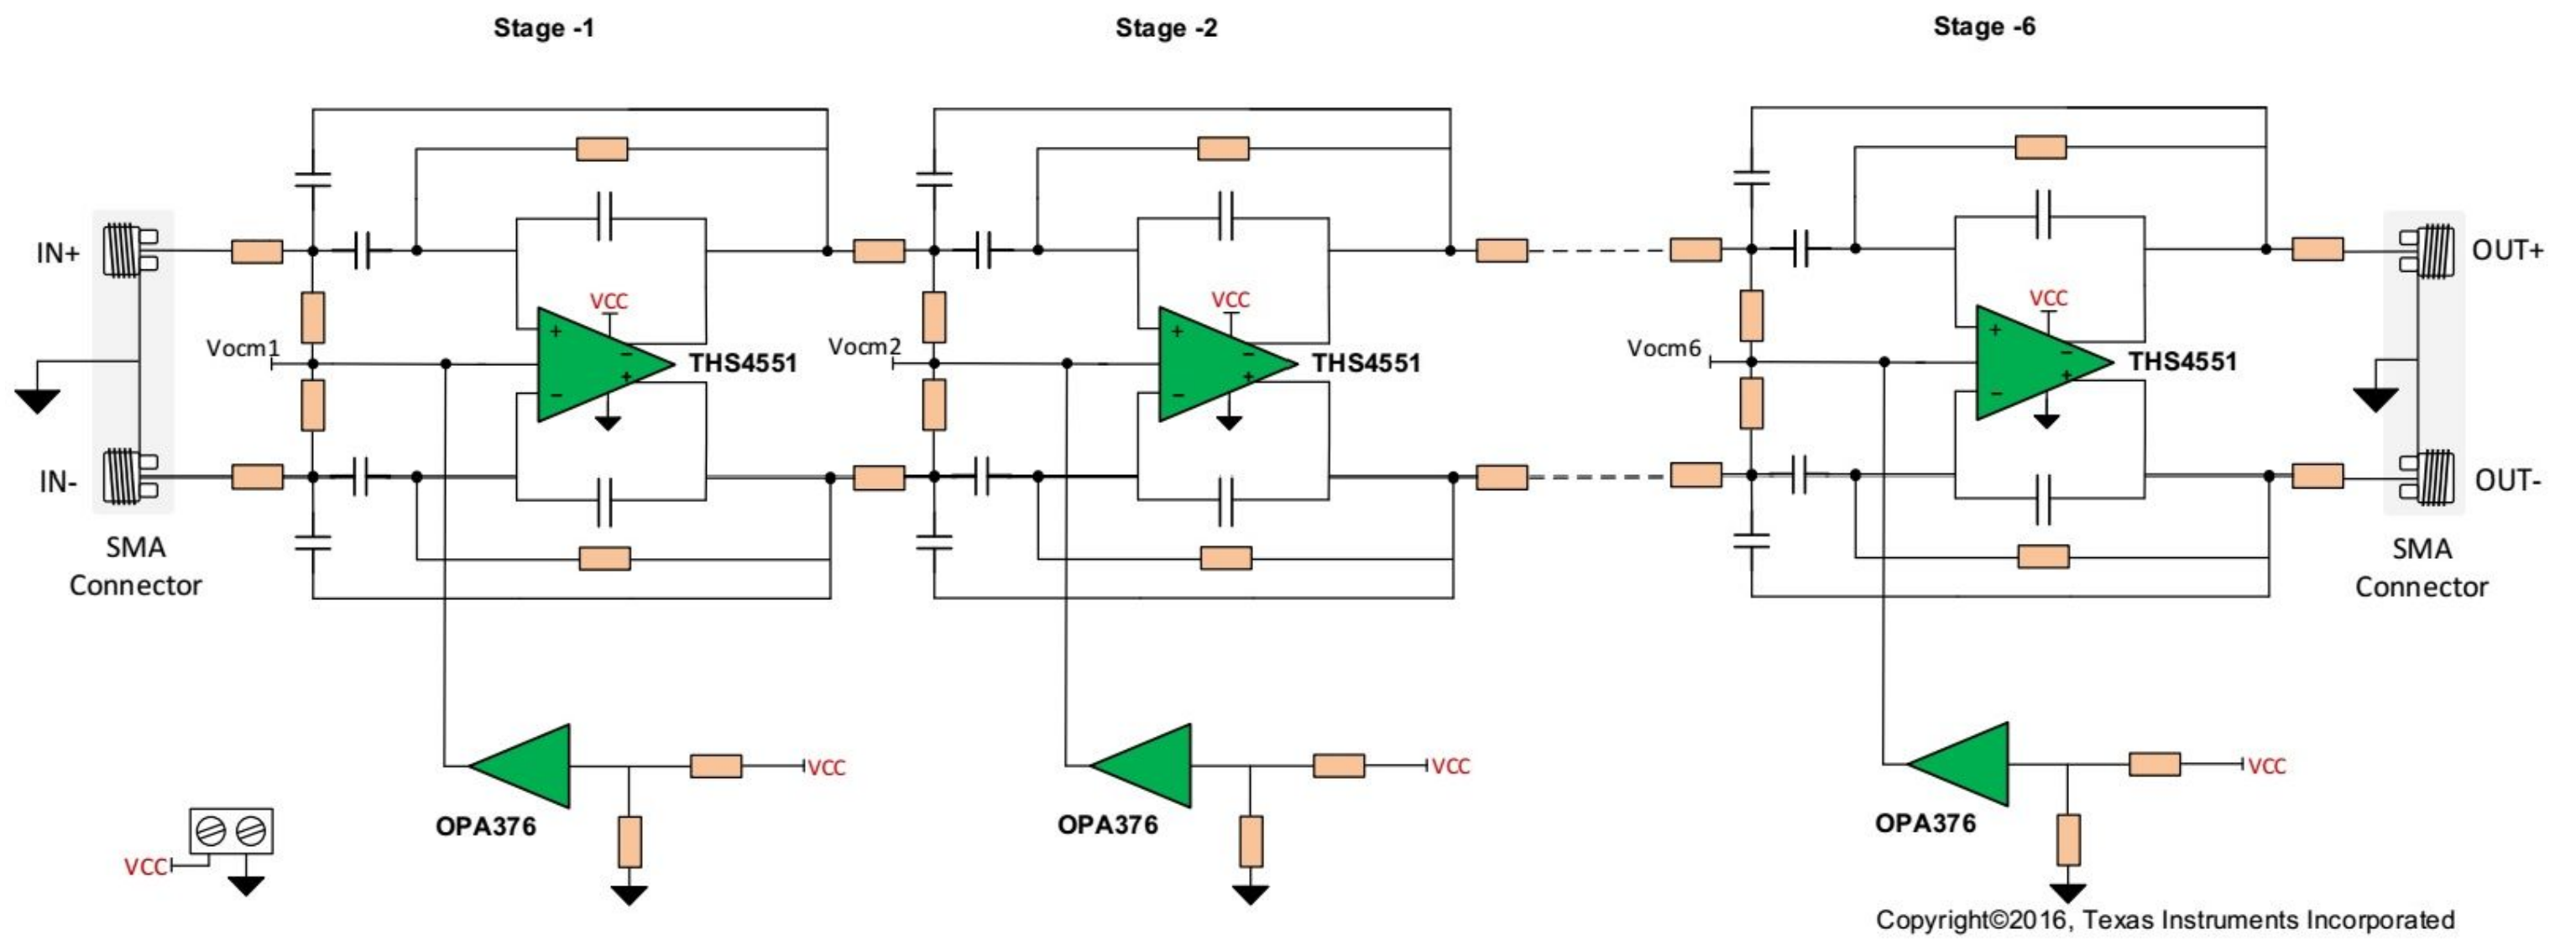 Stage -1
Stage -2
Stage -6
IN+
OUT+
VCC
VCC
VCC
+
+
+
Vocm1
Vocm2
Vocm6
−
+
THS4551
−
+
THS4551
−
+
THS4551
−
−
−
IN-
OUT-
SMA
Connector
SMA
Connector
VCC
VCC
VCC
OPA376
OPA376
OPA376
VCC
Copyright©2016, Texas Instruments Incorporated